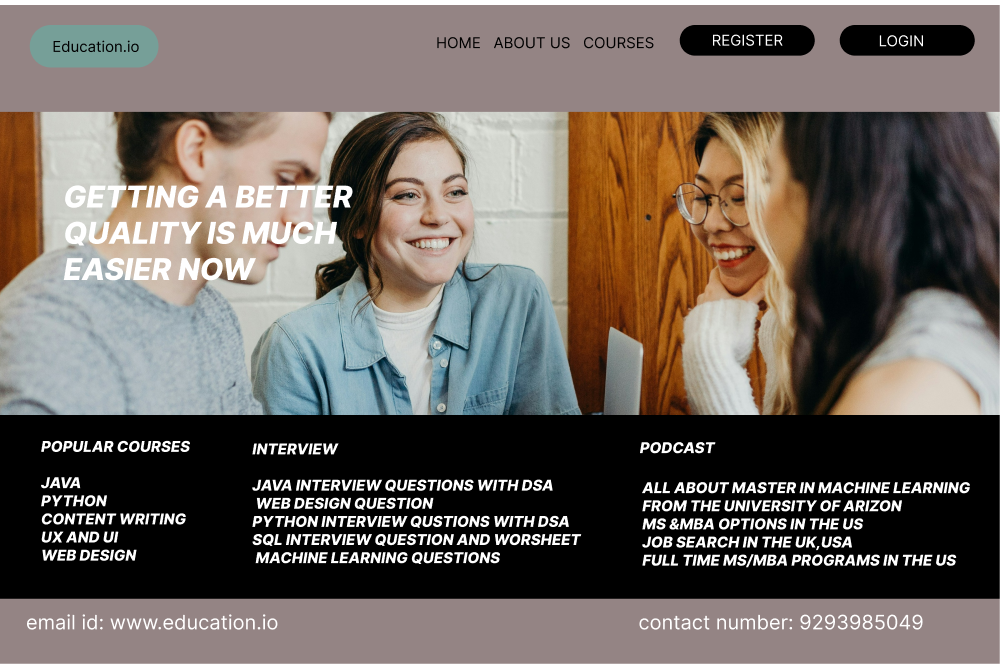 Education.io
HOME ABOUT US COURSES REGISTER LOGIN
GETTING A BETTER
QUALITY IS MUCH
EASIER NOW
POPULAR COURSES
JAVA
PYTHON
CONTENT WRITING
UX AND UI
WEB DESIGN
INTERVIEW
JAVA INTERVIEW QUESTIONS WITH DSA
WEB DESIGN QUESTION
PYTHON INTERVIEW QUSTIONS WITH DSA
SQL INTERVIEW QUESTION AND WORSHEET
MACHINE LEARNING QUESTIONS
PODCAST
ALL ABOUT MASTER IN MACHINE LEARNING
FROM THE UNIVERSITY OF ARIZON
MS &MBA OPTIONS IN THE US
JOB SEARCH IN THE UK,USA
FULL TIME MS/MBA PROGRAMS IN THE US
email id: www.education.io
contact number: 9293985049